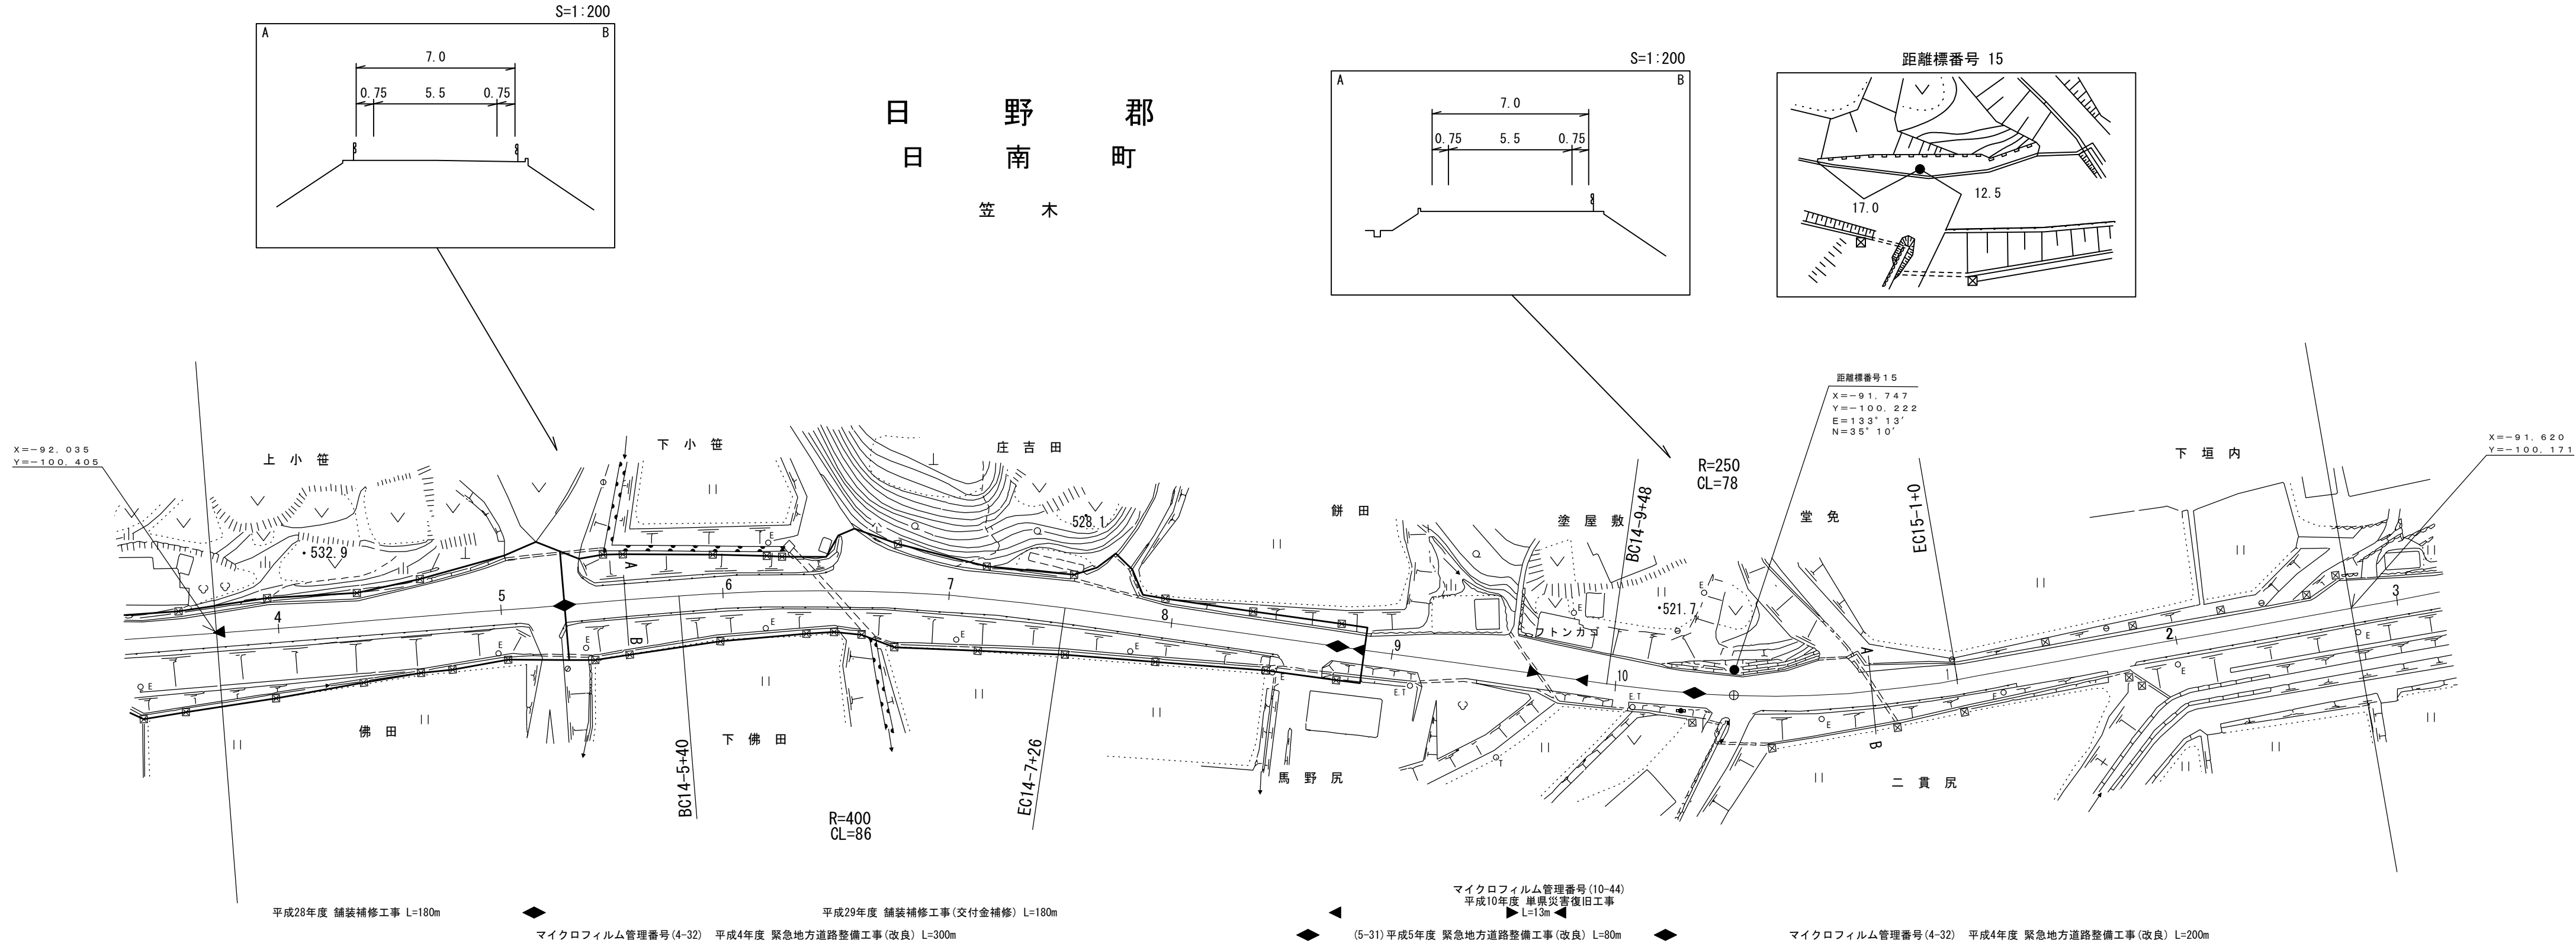 S=1:200
A B
7.0
0.75 5.5 0.75
日野郡
日南町
笠木
S=1:200
A B
7.0
0.75 5.5 0.75
距離標番号 15
17.0
12.5
距離標番号15
X=-91,747
Y=-100,222
E=133°13′
N=35°10′
X=-92,035
Y=-100,405
X=-91,620
Y=-100,171
上小笹
下小笹
庄吉田
餅田
塗屋敷
堂免
下垣内
R=250
CL=78
BC14-9+48
EC15-1+0
・532.9
528.1
・521.7
フトンカゴ
A
B
A
B
4
5
6
7
8
9
10
1
2
3
E
E
E
E
E
E
E
E
E.T
E
E
E.T
E
E
E
E
T
佛田
下佛田
馬野尻
二貫尻
BC14-5+40
EC14-7+26
R=400
CL=86
マイクロフィルム管理番号(10-44)
平成10年度 単県災害復旧工事
L=13m
平成28年度 舗装補修工事 L=180m
平成29年度 舗装補修工事(交付金補修) L=180m
マイクロフィルム管理番号(4-32) 平成4年度 緊急地方道路整備工事(改良) L=300m
(5-31)平成5年度 緊急地方道路整備工事(改良) L=80m
マイクロフィルム管理番号(4-32) 平成4年度 緊急地方道路整備工事(改良) L=200m